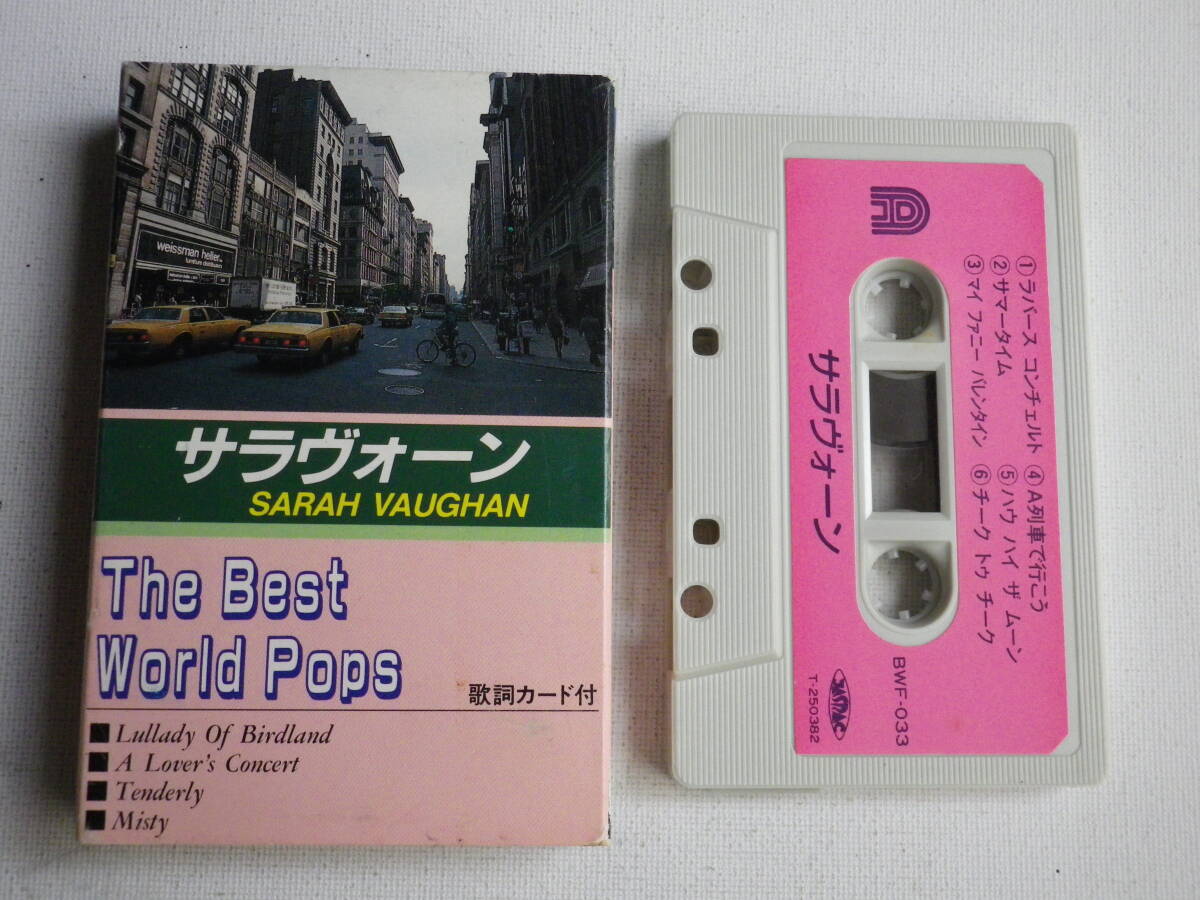 weissman heller
furniture distributors
サラヴォーン
SARAH VAUGHAN
The Best
World Pops
歌詞カード付
Lullady Of Birdland
A Lover's Concert
Tenderly
Misty
A
①ラバース コンチェルト
②サマータイム
③マイ ファニー バレンタイン
④A列車で行こう
⑤ハウ ハイ ザ ムーン
⑥チーク トゥ チーク
サラヴォーン
BWF-033
T-250382